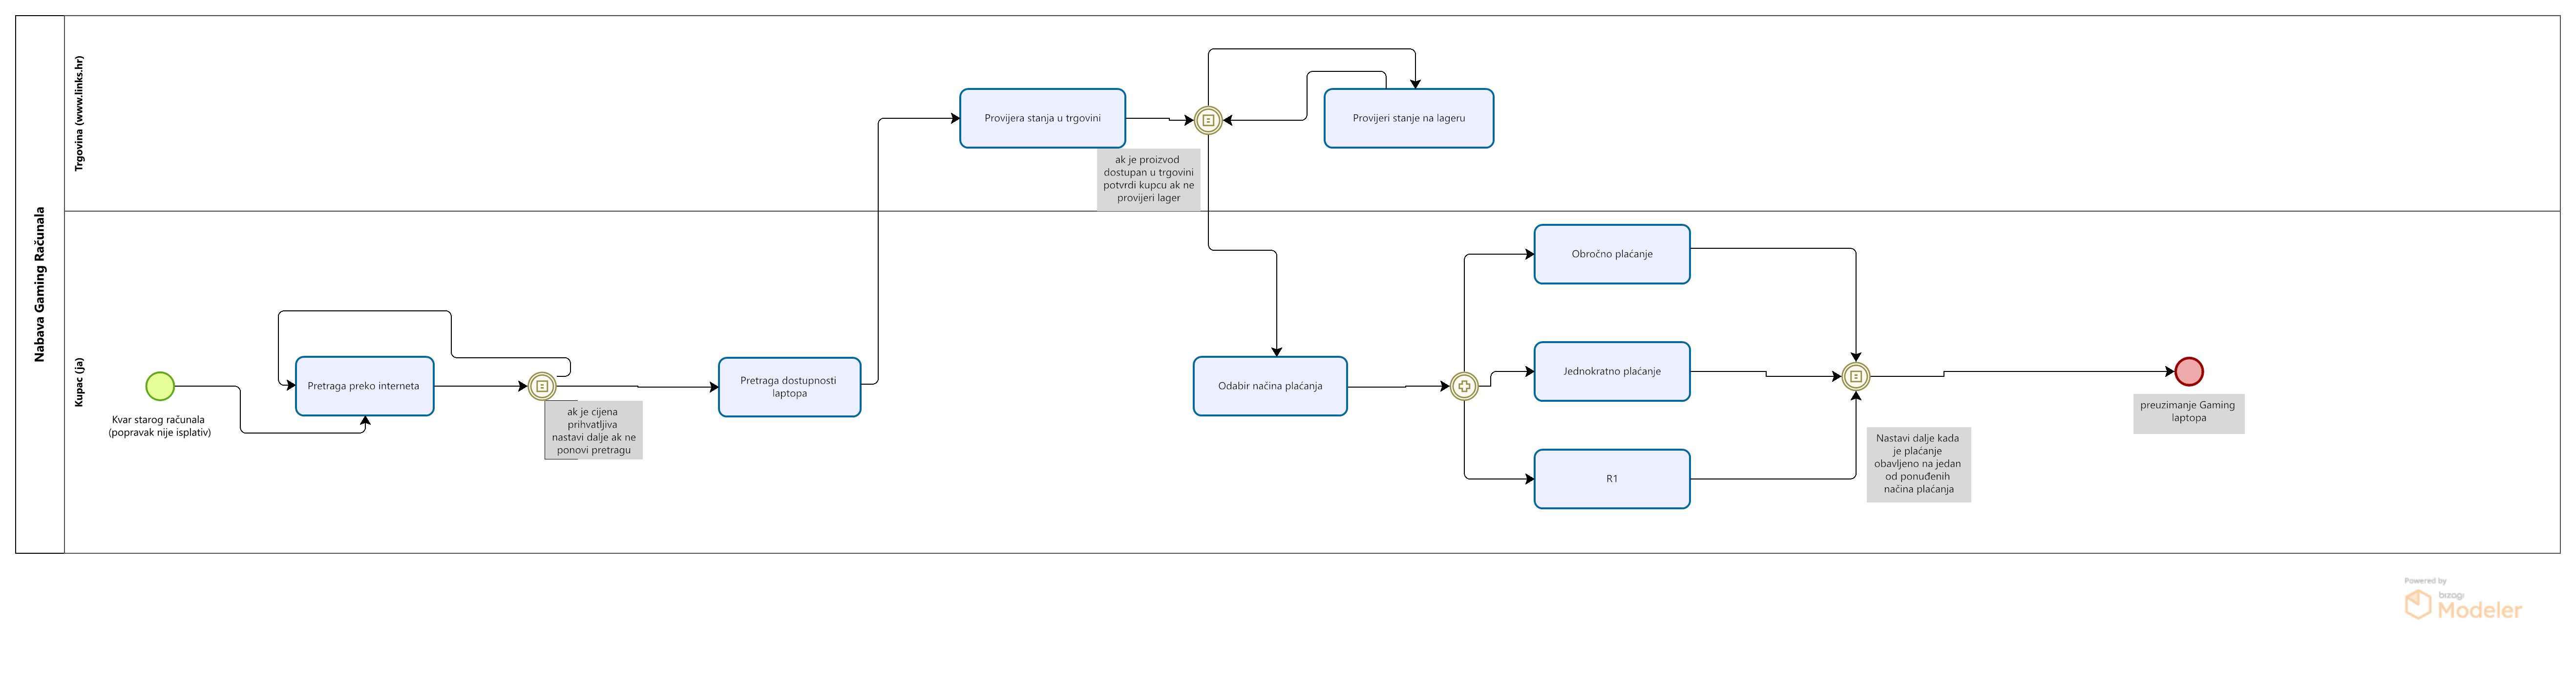 Nabava Gaming Računala
Trgovina (www.links.hr)
Provijera stanja u trgovini
Provijeri stanje na lageru
ak je proizvod
dostupan u trgovini
potvrdi kupcu ak ne
provijeri lager
Kupac (ja)
Kvar starog računala
(popravak nije isplativ)
Pretraga preko interneta
ak je cijena
prihvatljiva
nastavi dalje ak ne
ponovi pretragu
Pretraga dostupnosti
laptopa
Odabir načina plaćanja
Obročno plaćanje
Jednokratno plaćanje
R1
Nastavi dalje kada
je plaćanje
obavljeno na jedan
od ponuđenih
načina plaćanja
preuzimanje Gaming
laptopa
Powered by
bizagi
Modeler